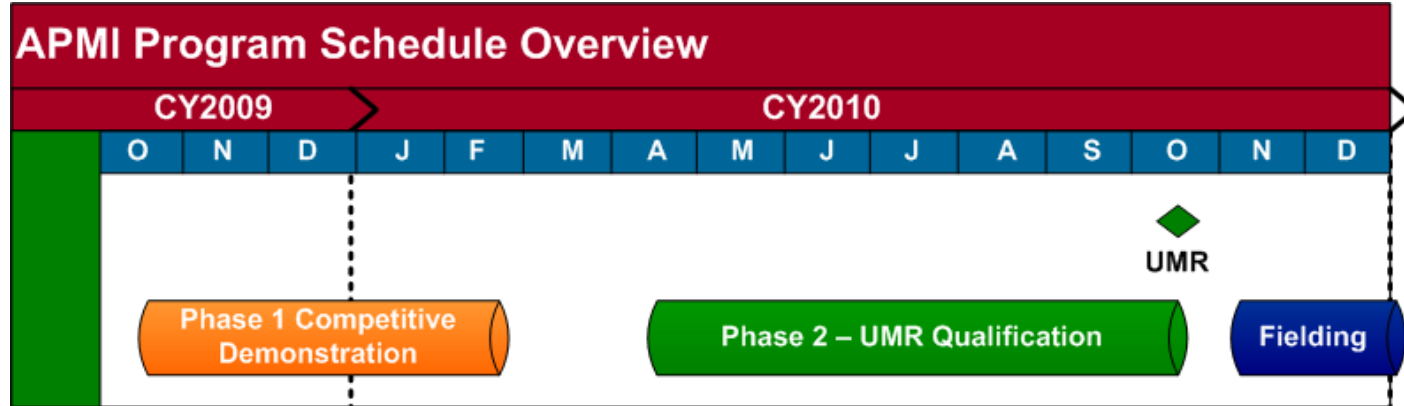 APMI Program Schedule Overview
CY2009 CY2010
O N D J F M A M J J A S O N D
UMR
Phase 1 Competitive
Demonstration
Phase 2 – UMR Qualification
Fielding